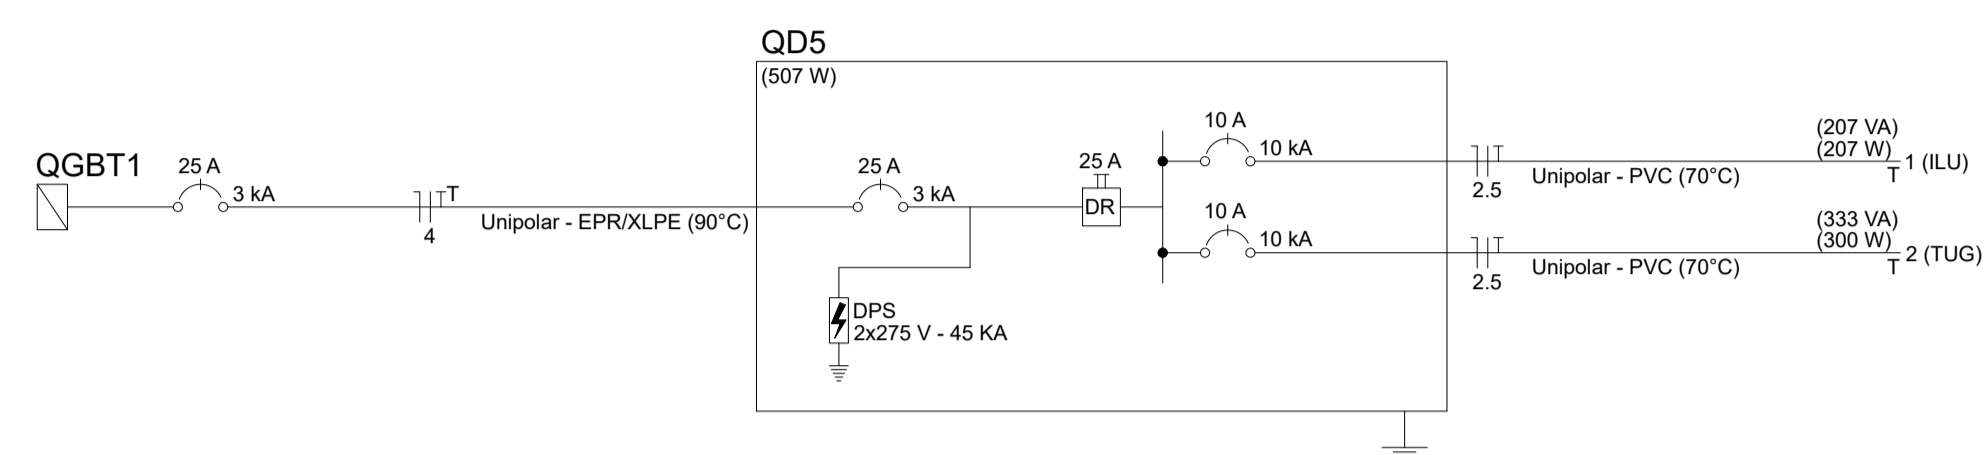 QD5
(507 W)
QGBT1
25 A
3 kA
T
4
Unipolar - EPR/XLPE (90°C)
25 A
3 kA
DPS
2x275 V - 45 KA
25 A
DR
10 A
10 kA
2.5
Unipolar - PVC (70°C)
(207 VA)
(207 W)
T
1 (ILU)
10 A
10 kA
2.5
Unipolar - PVC (70°C)
(333 VA)
(300 W)
T
2 (TUG)